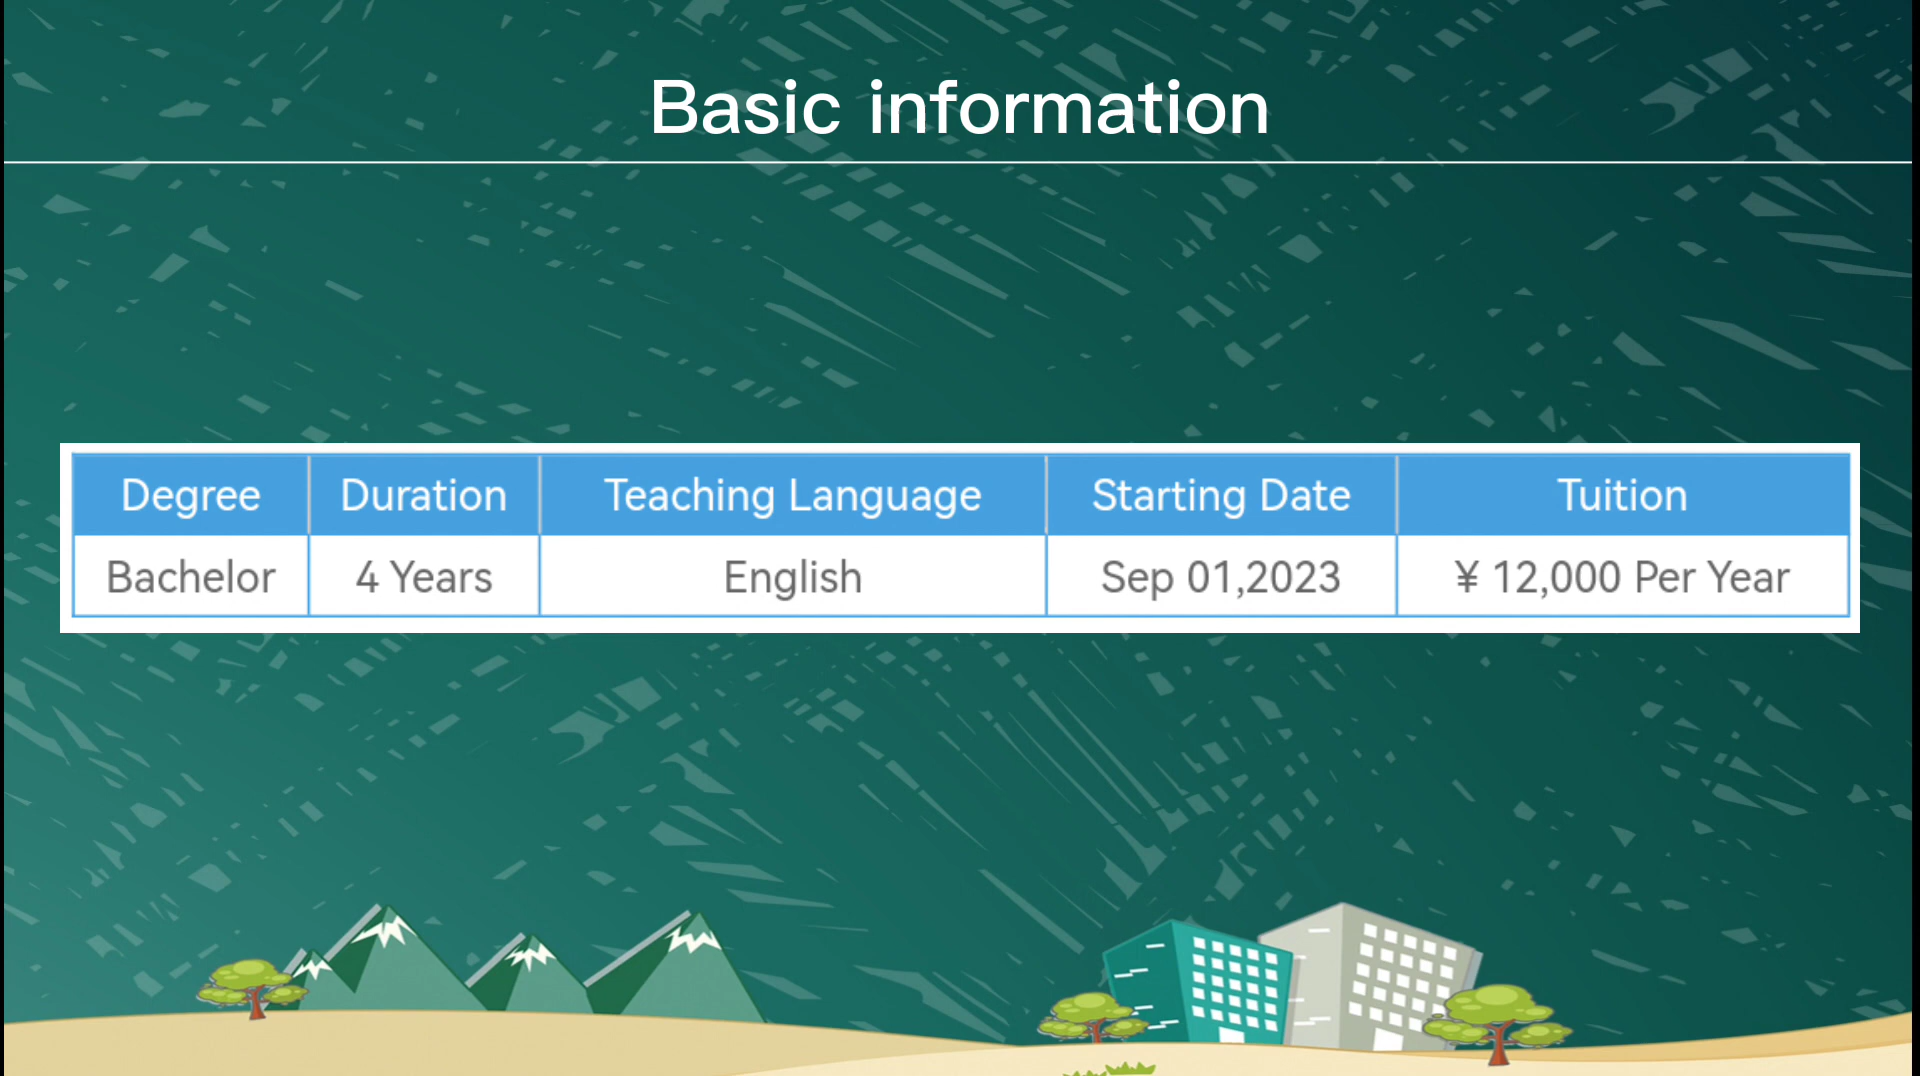 Basic information
Degree Duration Teaching Language Starting Date Tuition
Bachelor 4 Years English Sep 01,2023 ¥ 12,000 Per Year